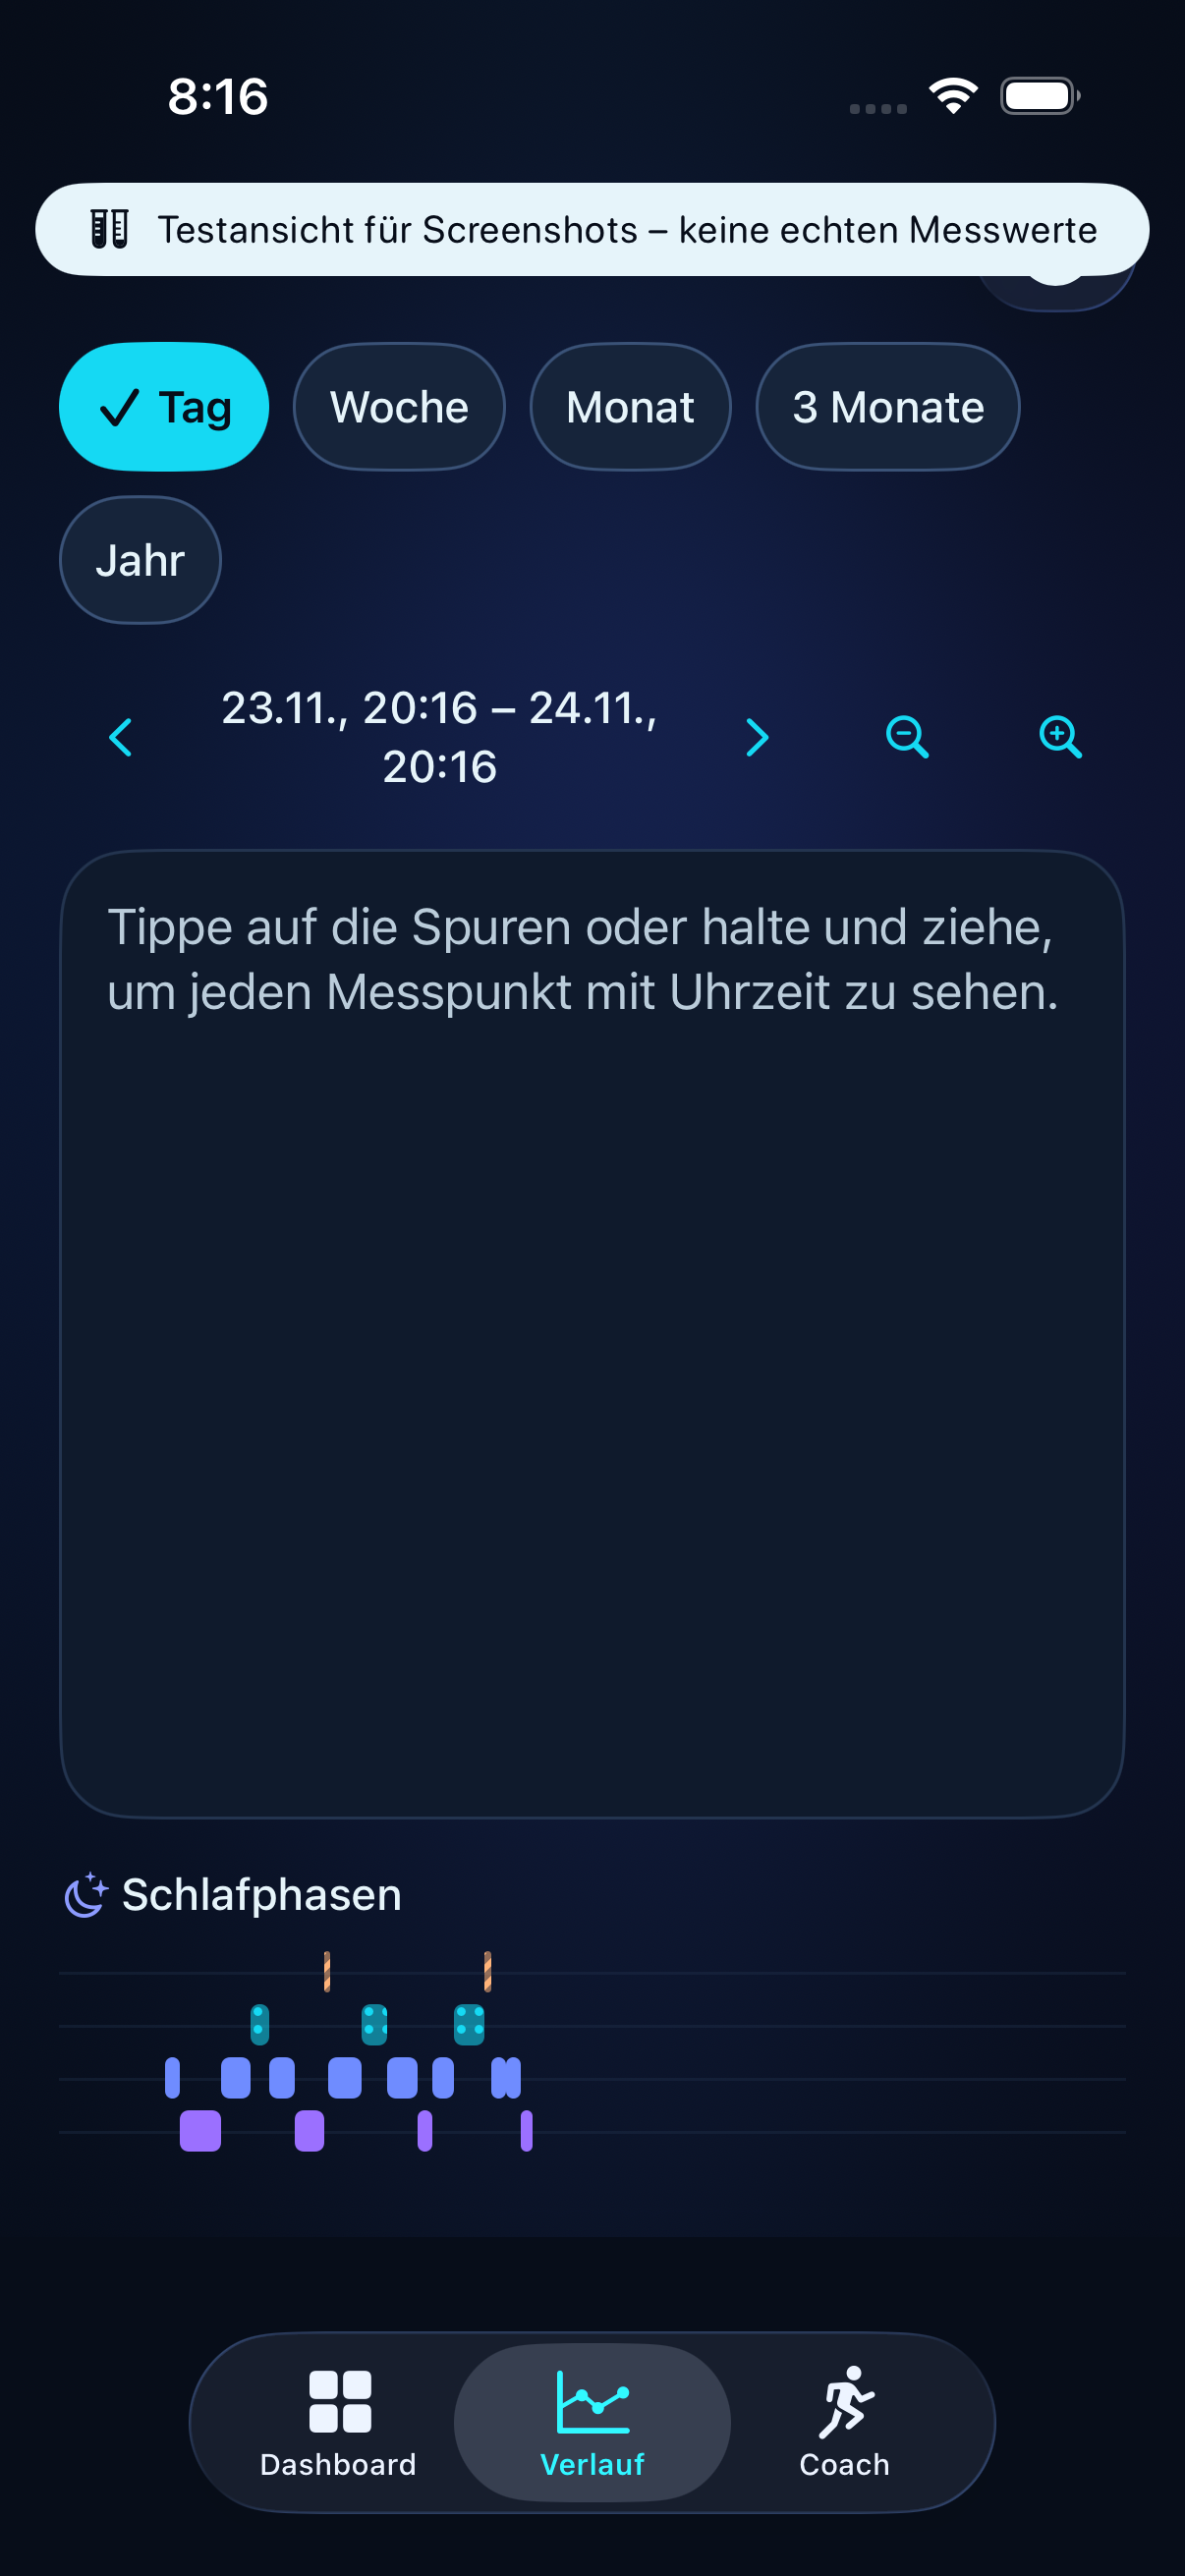 8:16
Testansicht für Screenshots – keine echten Messwerte
Tag
Woche
Monat
3 Monate
Jahr
23.11., 20:16 – 24.11.,
20:16
Tippe auf die Spuren oder halte und ziehe,
um jeden Messpunkt mit Uhrzeit zu sehen.
Schlafphasen
Dashboard
Verlauf
Coach